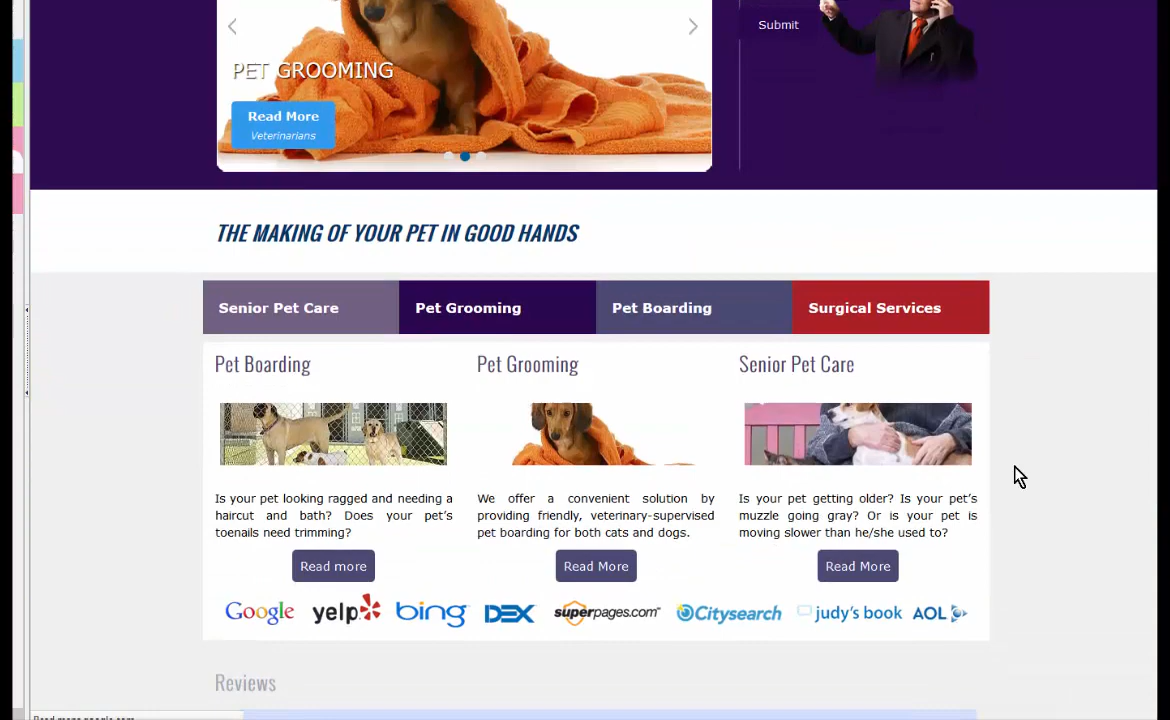 Submit
PET GROOMING
Read More
Veterinarians
THE MAKING OF YOUR PET IN GOOD HANDS
Senior Pet Care
Pet Grooming
Pet Boarding
Surgical Services
Pet Boarding
Is your pet looking ragged and needing a
haircut and bath? Does your pet's
toenails need trimming?
Read more
Pet Grooming
We offer a convenient solution by
providing friendly, veterinary-supervised
pet boarding for both cats and dogs.
Read More
Senior Pet Care
Is your pet getting older? Is your pet's
muzzle going gray? Or is your pet is
moving slower than he/she used to?
Read More
Google yelp bing DEX superpages.com Citysearch judy's book AOL
Reviews